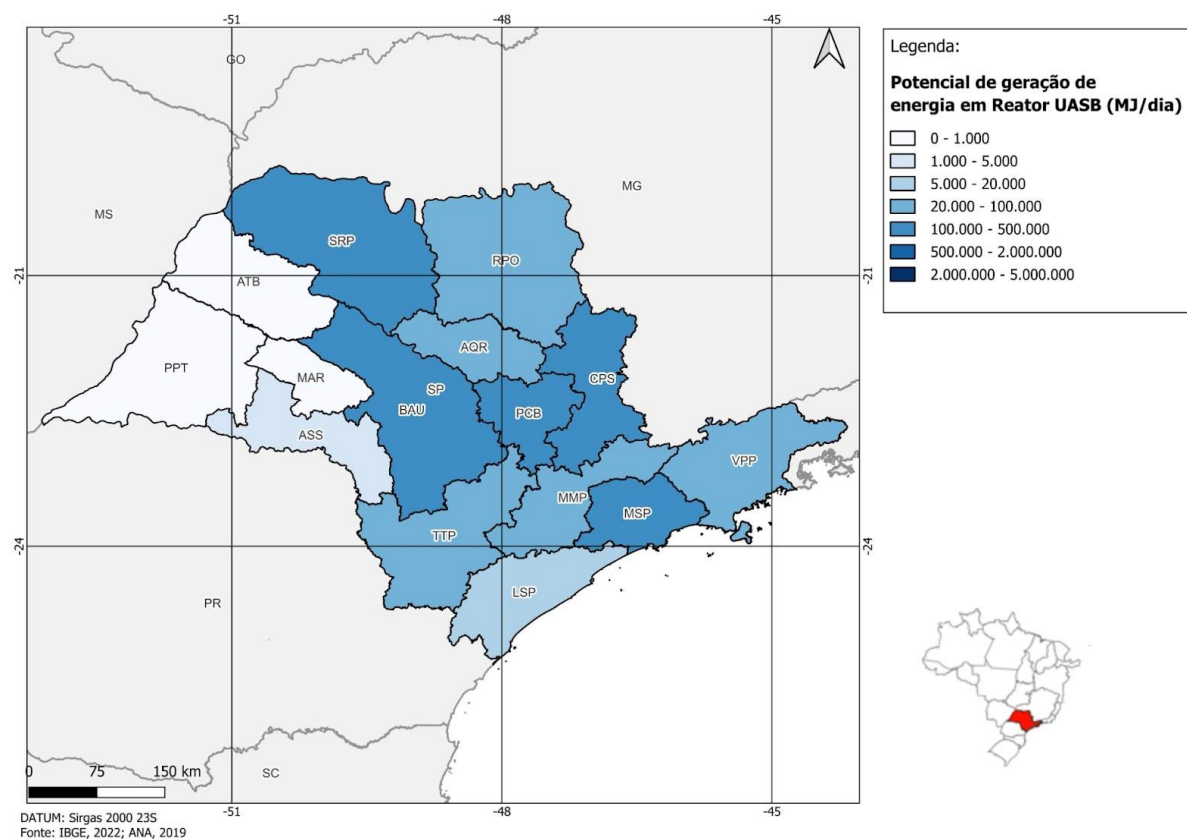 -51
-48
-45
GO
MG
MS
SRP
RPO
-21
-21
ATB
AQR
PPT
MAR
CPS
SP
BAU
PCB
ASS
VPP
MMP
MSP
TTP
-24
-24
LSP
PR
SC
0 75 150 km
-51
-48
-45
DATUM: Sirgas 2000 23S
Fonte: IBGE, 2022; ANA, 2019
Legenda:
Potencial de geração de
energia em Reator UASB (MJ/dia)
0 - 1.000
1.000 - 5.000
5.000 - 20.000
20.000 - 100.000
100.000 - 500.000
500.000 - 2.000.000
2.000.000 - 5.000.000